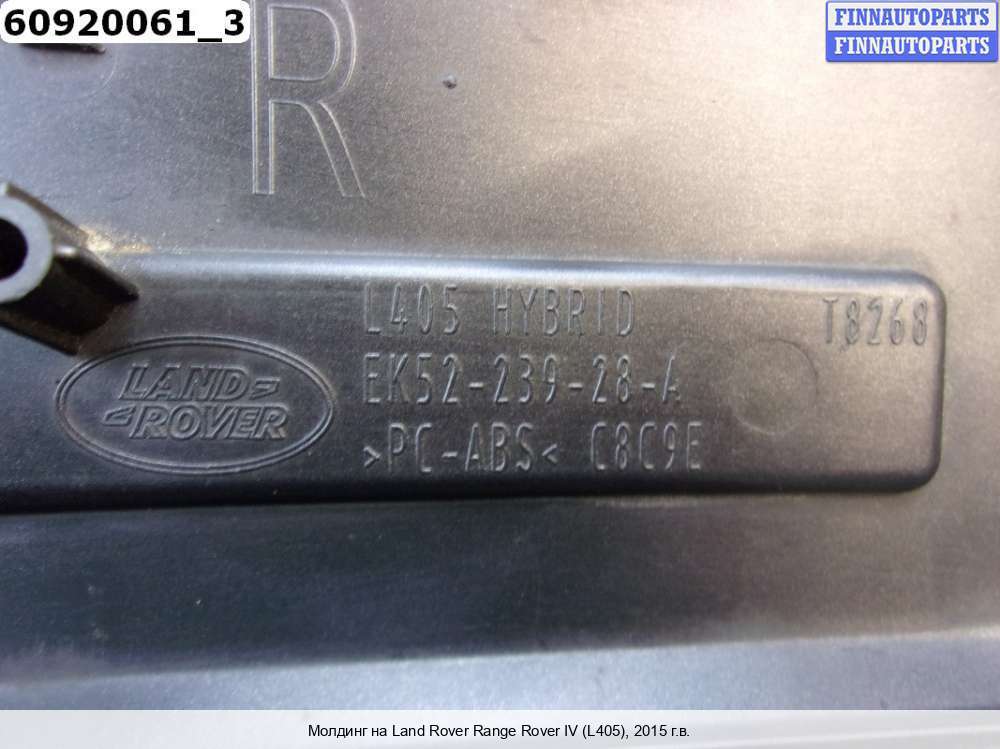 60920061_3
FINNAUTOPARTS
FINNAUTOPARTS
R
L405 HYBRID
T8268
EK52-239-28-A
>PC-ABS< C8C9E
LAND
ROVER
Молдинг на Land Rover Range Rover IV (L405), 2015 г.в.